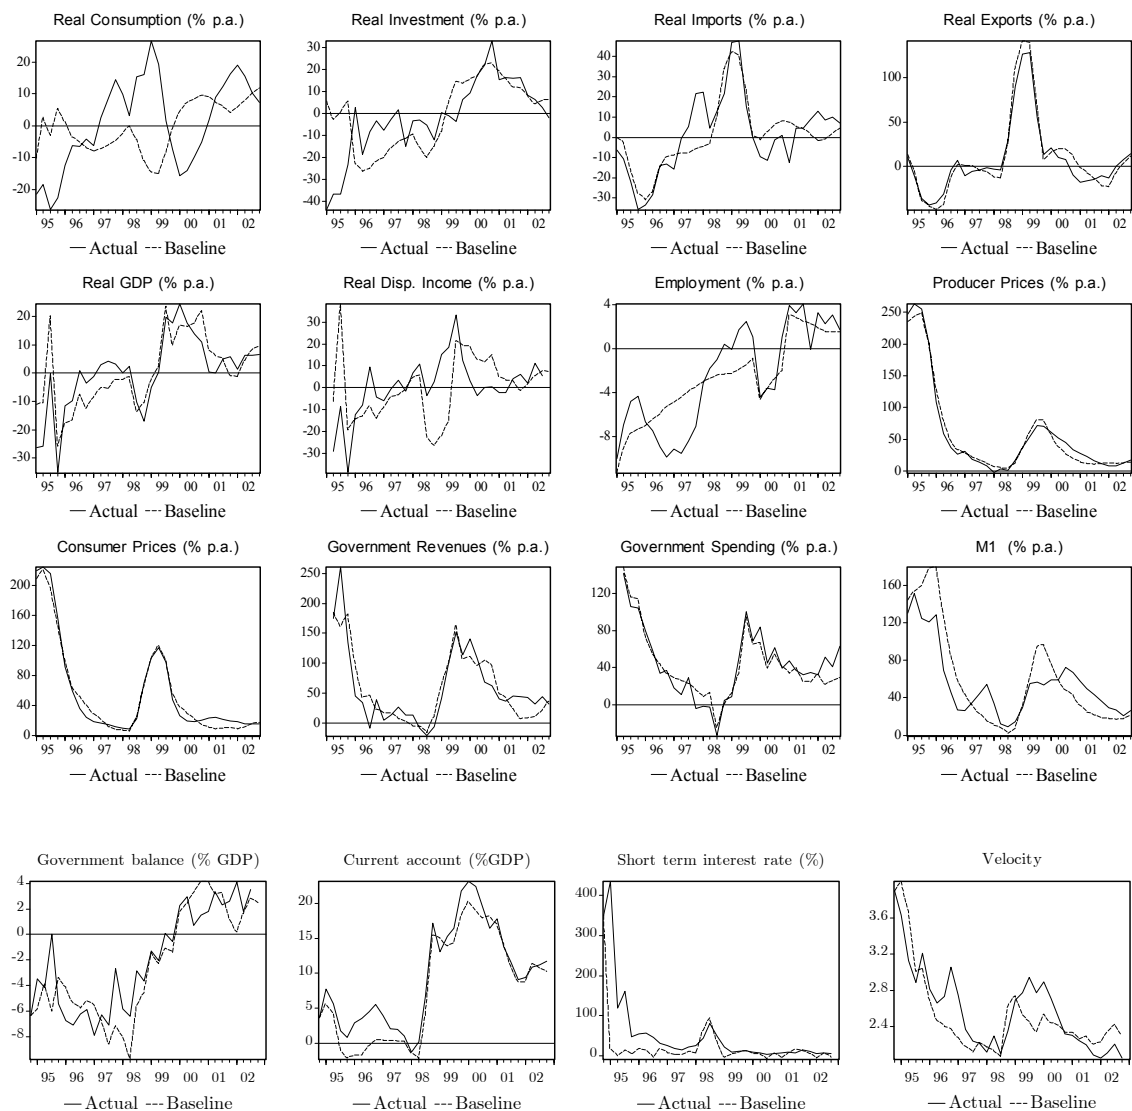 Real Consumption (% p.a.)
20
10
0
-10
-20
95 96 97 98 99 00 01 02
Actual Baseline
Real Investment (% p.a.)
30
20
10
0
-10
-20
-30
-40
95 96 97 98 99 00 01 02
Actual Baseline
Real Imports (% p.a.)
40
30
20
10
0
-10
-20
-30
95 96 97 98 99 00 01 02
Actual Baseline
Real Exports (% p.a.)
100
50
0
95 96 97 98 99 00 01 02
Actual Baseline
Real GDP (% p.a.)
20
10
0
-10
-20
-30
95 96 97 98 99 00 01 02
Actual Baseline
Real Disp. Income (% p.a.)
30
20
10
0
-10
-20
-30
95 96 97 98 99 00 01 02
Actual Baseline
Employment (% p.a.)
4
0
-4
-8
95 96 97 98 99 00 01 02
Actual Baseline
Producer Prices (% p.a.)
250
200
150
100
50
0
95 96 97 98 99 00 01 02
Actual Baseline
Consumer Prices (% p.a.)
200
160
120
80
40
0
95 96 97 98 99 00 01 02
Actual Baseline
Government Revenues (% p.a.)
250
200
150
100
50
0
95 96 97 98 99 00 01 02
Actual Baseline
Government Spending (% p.a.)
120
80
40
0
95 96 97 98 99 00 01 02
Actual Baseline
M1 (% p.a.)
160
120
80
40
0
95 96 97 98 99 00 01 02
Actual Baseline
Government balance (% GDP)
4
2
0
-2
-4
-6
-8
95 96 97 98 99 00 01 02
Actual Baseline
Current account (%GDP)
20
15
10
5
0
95 96 97 98 99 00 01 02
Actual Baseline
Short term interest rate (%)
400
300
200
100
0
95 96 97 98 99 00 01 02
Actual Baseline
Velocity
3.6
3.2
2.8
2.4
95 96 97 98 99 00 01 02
Actual Baseline